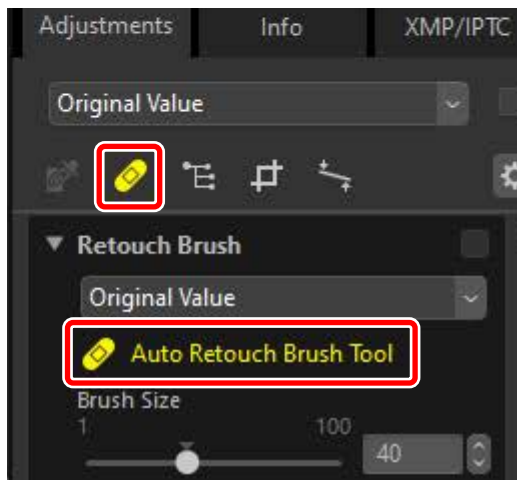 Adjustments Info XMP/IPTC
Original Value
Retouch Brush
Original Value
Auto Retouch Brush Tool
Brush Size
1 100
40